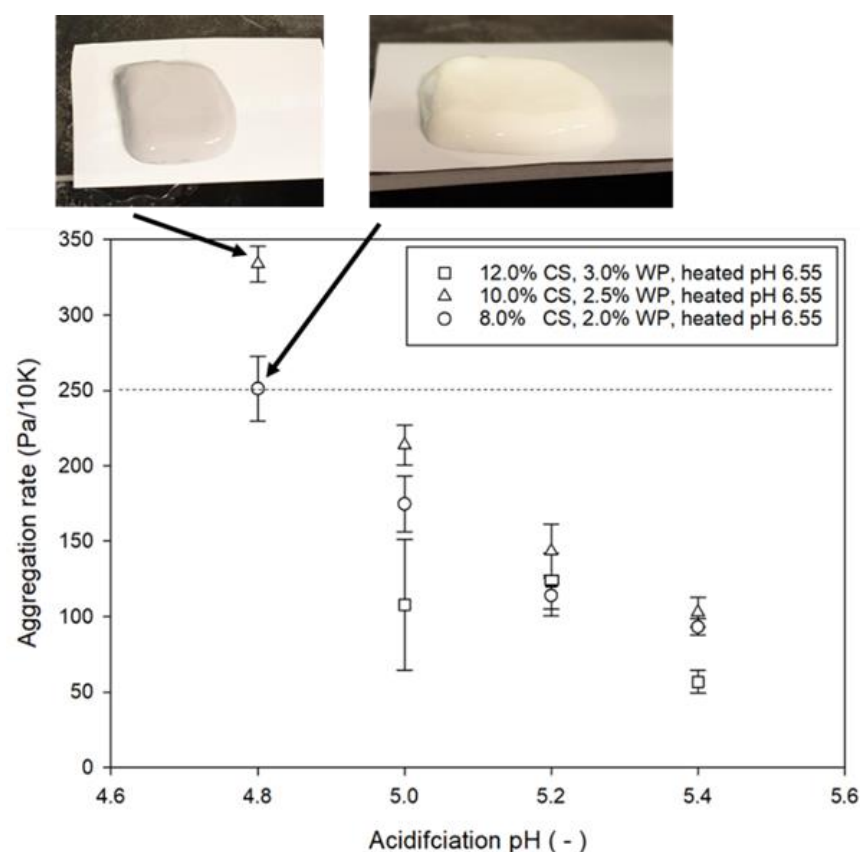 350
300
250
200
150
100
50
0
Aggregation rate (Pa/10K)
12.0% CS, 3.0% WP, heated pH 6.55
10.0% CS, 2.5% WP, heated pH 6.55
8.0% CS, 2.0% WP, heated pH 6.55
4.6 4.8 5.0 5.2 5.4 5.6
Acidifciation pH ( - )